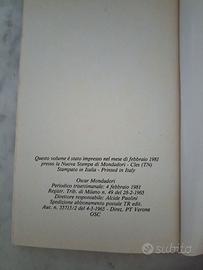 Questo volume è stato impresso nel mese di febbraio 1981
presso la Nuova Stampa di Mondadori - Cles (TN)
Stampato in Italia - Printed in Italy
Oscar Mondadori
Periodico trisettimanale: 4 febbraio 1981
Registr. Trib. di Milano n. 49 del 28-2-1965
Direttore responsabile: Alcide Paolini
Spedizione abbonamento postale TR edit.
Aut. n. 55715/2 del 4-3-1965 - Direz. PT Verona
OSC
subito